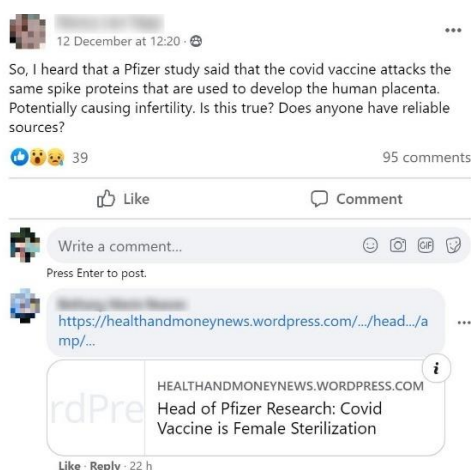 12 December at 12:20 ·
So, I heard that a Pfizer study said that the covid vaccine attacks the
same spike proteins that are used to develop the human placenta.
Potentially causing infertility. Is this true? Does anyone have reliable
sources?
39
95 comments
Like
Comment
Write a comment...
GIF
Press Enter to post.
https://healthandmoneynews.wordpress.com/.../head.../a
mp/...
i
rdPre
HEALTHANDMONEYNEWS.WORDPRESS.COM
Head of Pfizer Research: Covid
Vaccine is Female Sterilization
Like · Reply · 22 h